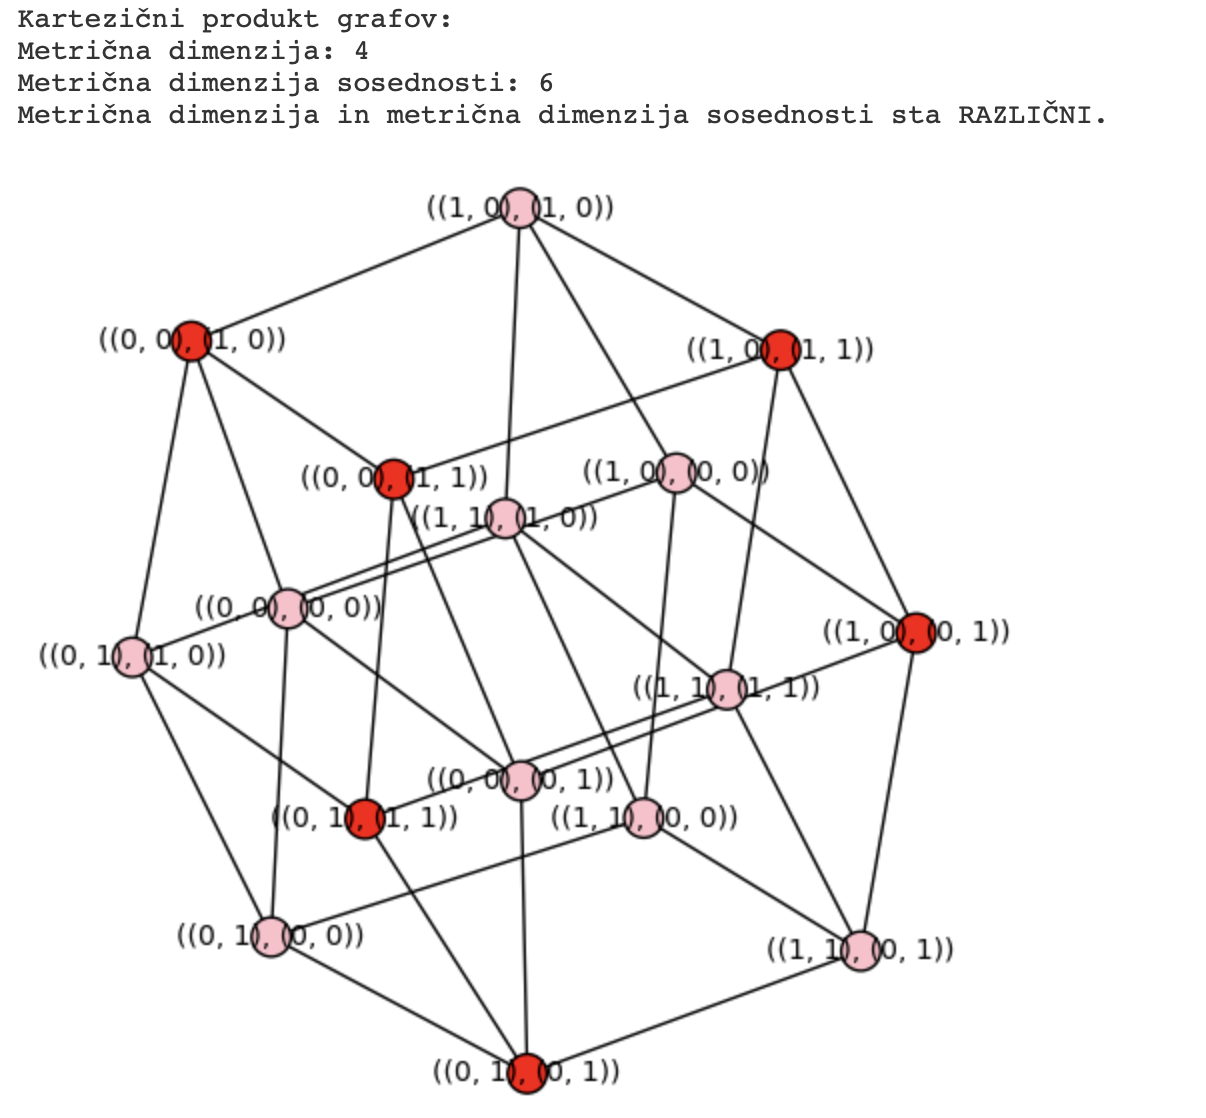 Kartezični produkt grafov:
Metrična dimenzija: 4
Metrična dimenzija sosednosti: 6
Metrična dimenzija in metrična dimenzija sosednosti sta RAZLIČNI.
((1, 0), (1, 0))
((0, 0), (1, 0))
((1, 0), (1, 1))
((0, 0), (1, 1))
((1, 0), (0, 0))
((1, 1), (1, 0))
((0, 0), (0, 0))
((1, 0), (0, 1))
((0, 1), (1, 0))
((1, 1), (1, 1))
((0, 0), (0, 1))
((0, 1), (1, 1))
((1, 1), (0, 0))
((0, 1), (0, 0))
((1, 1), (0, 1))
((0, 1), (0, 1))